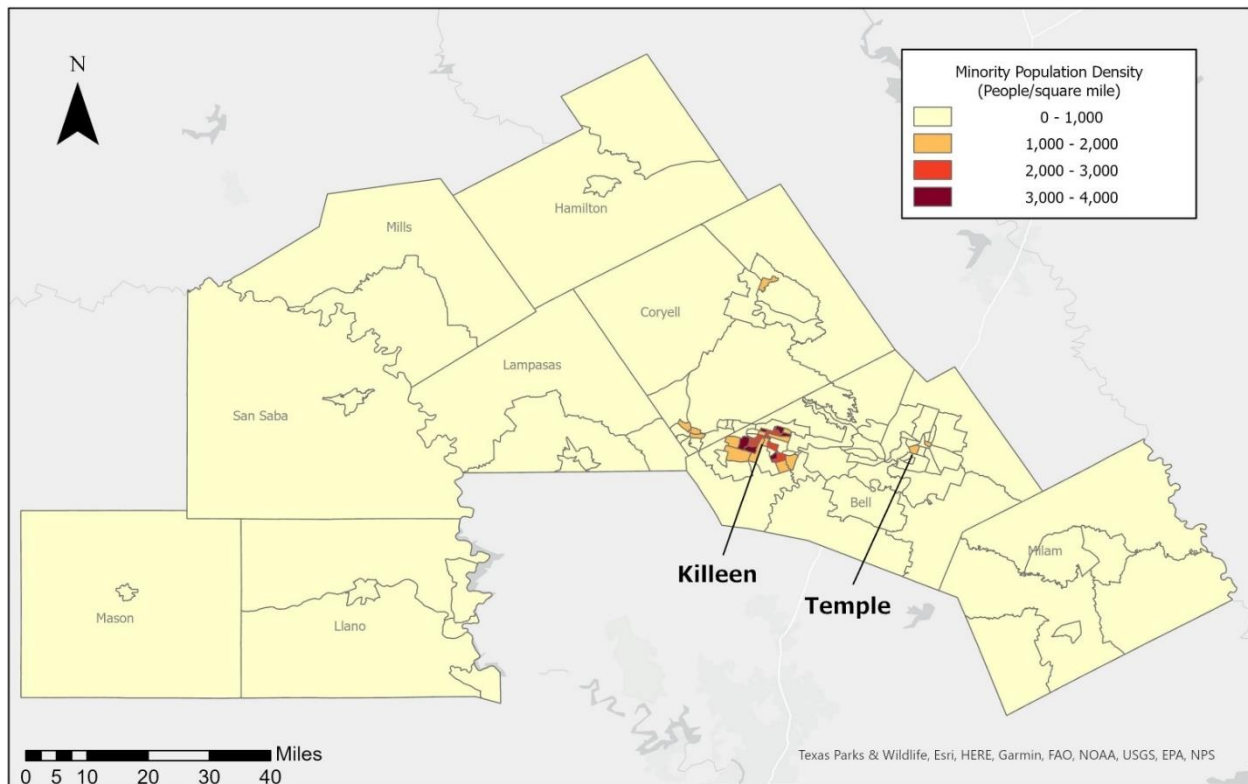 N
Minority Population Density
(People/square mile)
0 - 1,000
1,000 - 2,000
2,000 - 3,000
3,000 - 4,000
Hamilton
Mills
Coryell
Lampasas
San Saba
Bell
Milam
Killeen
Temple
Mason
Llano
Miles
0 5 10 20 30 40
Texas Parks & Wildlife, Esri, HERE, Garmin, FAO, NOAA, USGS, EPA, NPS